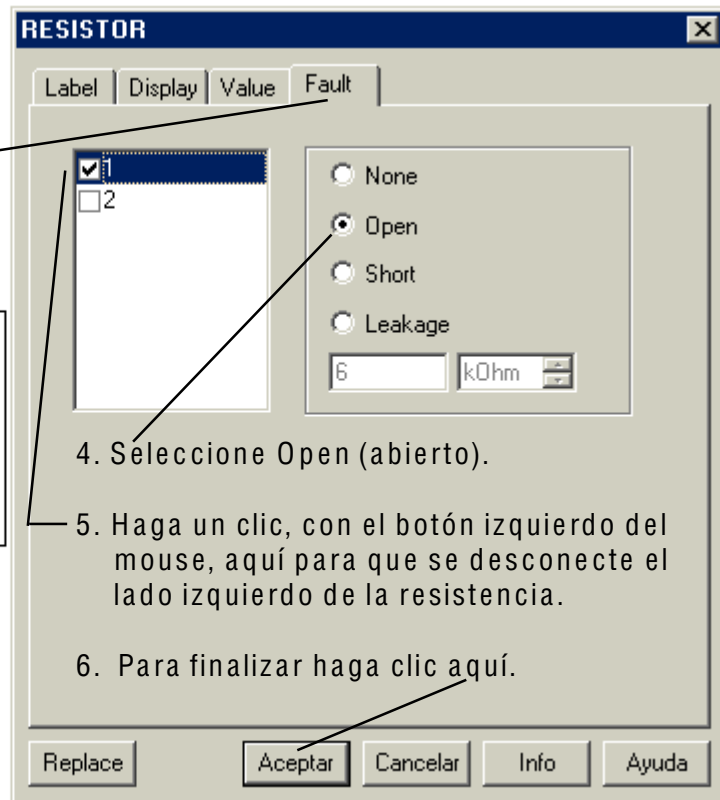 RESISTOR
Label Display Value Fault
1
2
None
Open
Short
Leakage
6 kOhm
4. Seleccione Open (abierto).
5. Haga un clic, con el botón izquierdo del
mouse, aquí para que se desconecte el
lado izquierdo de la resistencia.
6. Para finalizar haga clic aquí.
Replace Aceptar Cancelar Info Ayuda